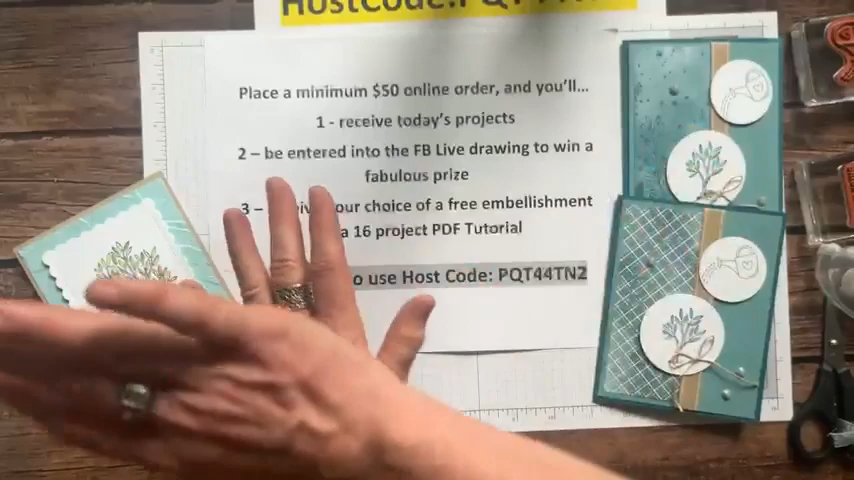 HostCode:PQT44TN2
Place a minimum $50 online order, and you'll...
1 - receive today's projects
2 – be entered into the FB Live drawing to win a
fabulous prize
3 – our choice of a free embellishment
a 16 project PDF Tutorial
o use Host Code: PQT44TN2